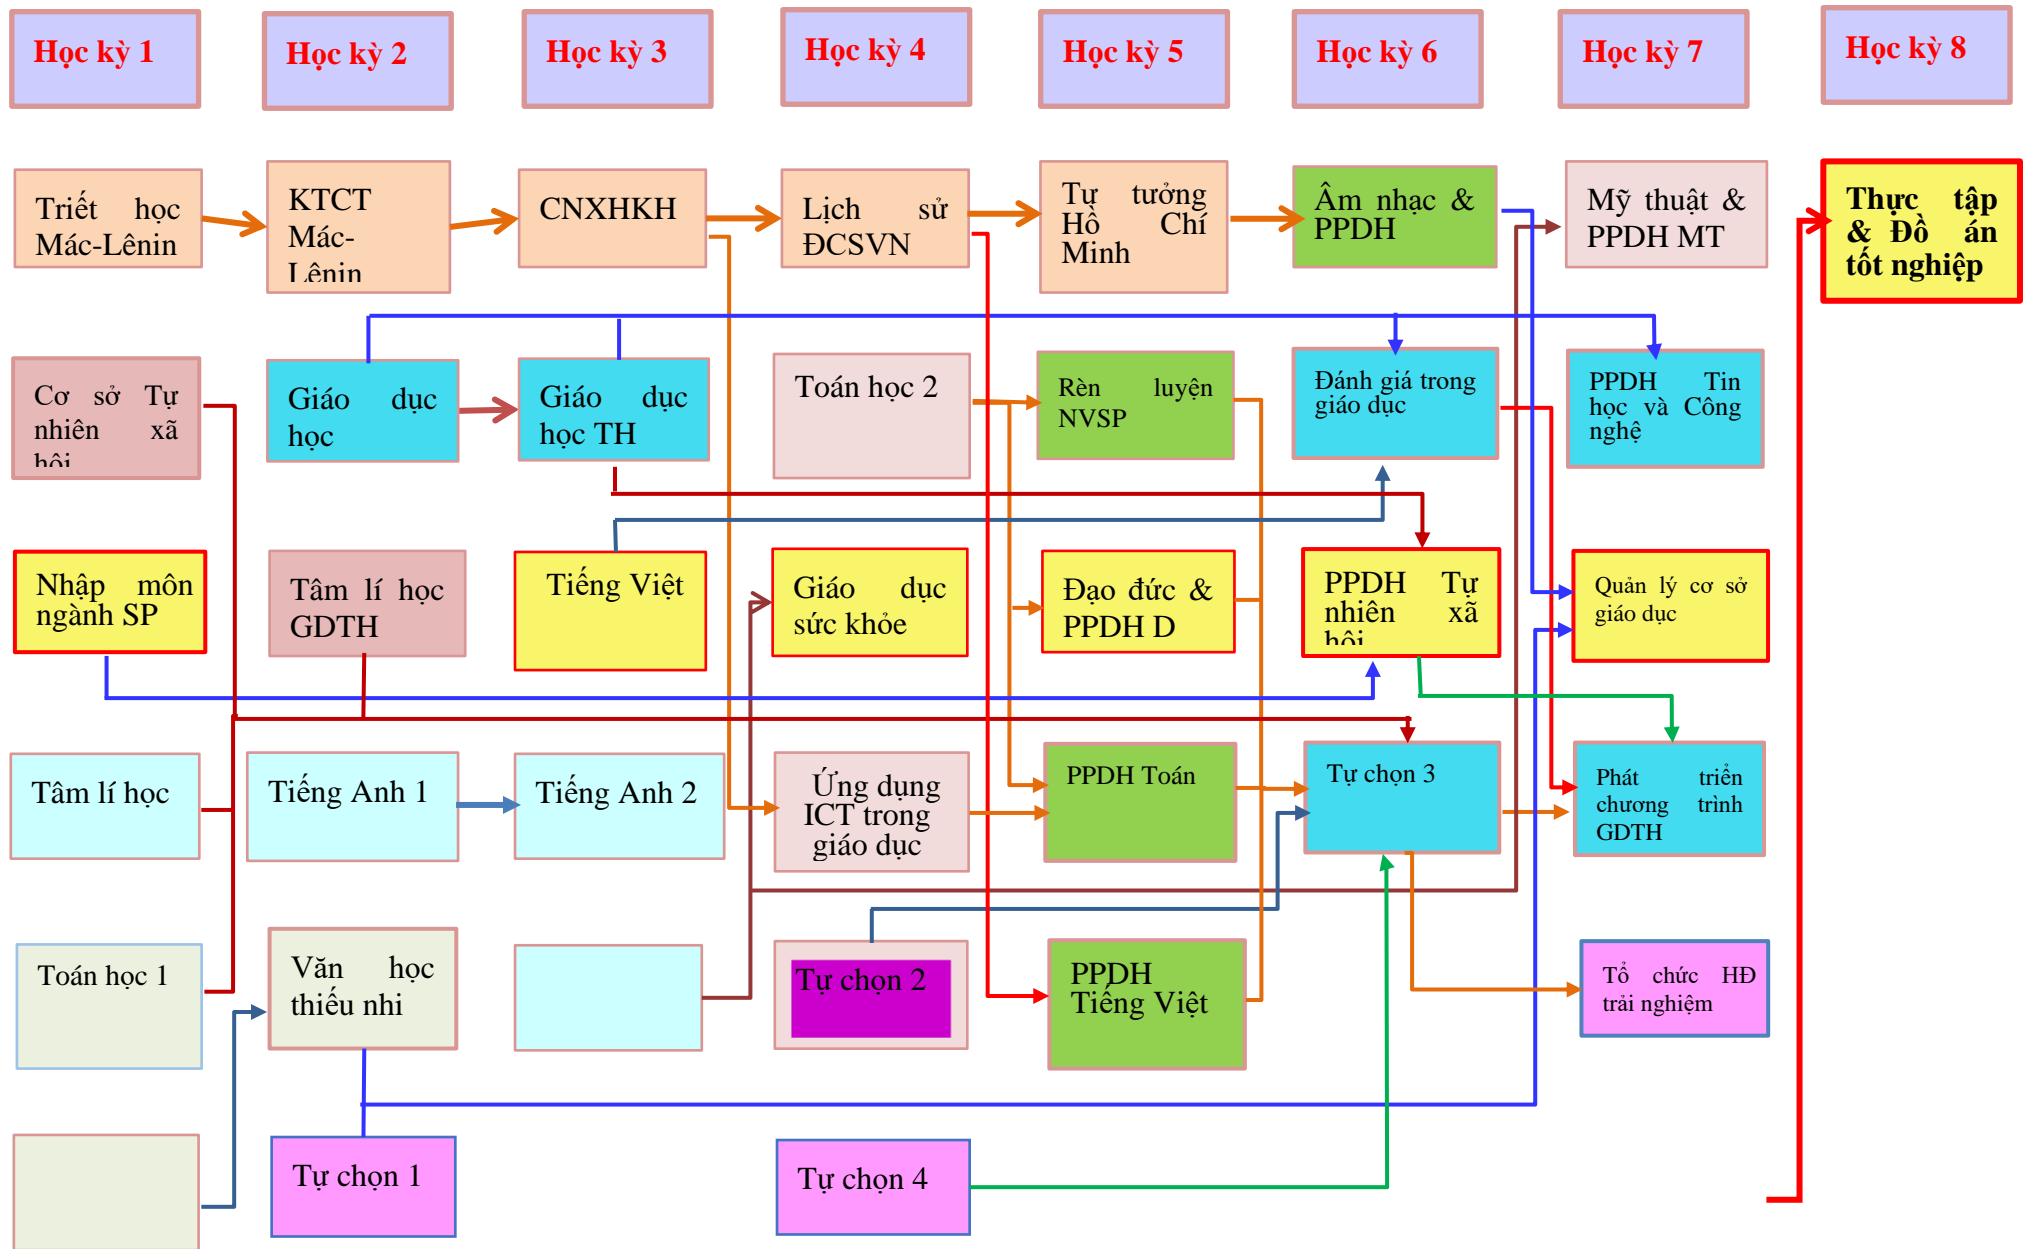 Học kỳ 1
Học kỳ 2
Học kỳ 3
Học kỳ 4
Học kỳ 5
Học kỳ 6
Học kỳ 7
Học kỳ 8
Triết học
Mác-Lênin
KTCT
Mác-
Lênin
CNXHKH
Lịch sử
ĐCSVN
Tư tưởng
Hồ Chí
Minh
Âm nhạc &
PPDH
Mỹ thuật &
PPDH MT
Thực tập
& Đồ án
tốt nghiệp
Cơ sở Tự
nhiên xã
hội
Giáo dục
học
Giáo dục
học TH
Toán học 2
Rèn luyện
NVSP
Đánh giá trong
giáo dục
PPDH Tin
học và Công
nghệ
Nhập môn
ngành SP
Tâm lí học
GDTH
Tiếng Việt
Giáo dục
sức khỏe
Đạo đức &
PPDH D
PPDH Tự
nhiên xã
hội
Quản lý cơ sở
giáo dục
Tâm lí học
Tiếng Anh 1
Tiếng Anh 2
Ứng dụng
ICT trong
giáo dục
PPDH Toán
Tự chọn 3
Phát triển
chương trình
GDTH
Toán học 1
Văn học
thiếu nhi
Tự chọn 2
PPDH
Tiếng Việt
Tổ chức HĐ
trải nghiệm
Tự chọn 1
Tự chọn 4